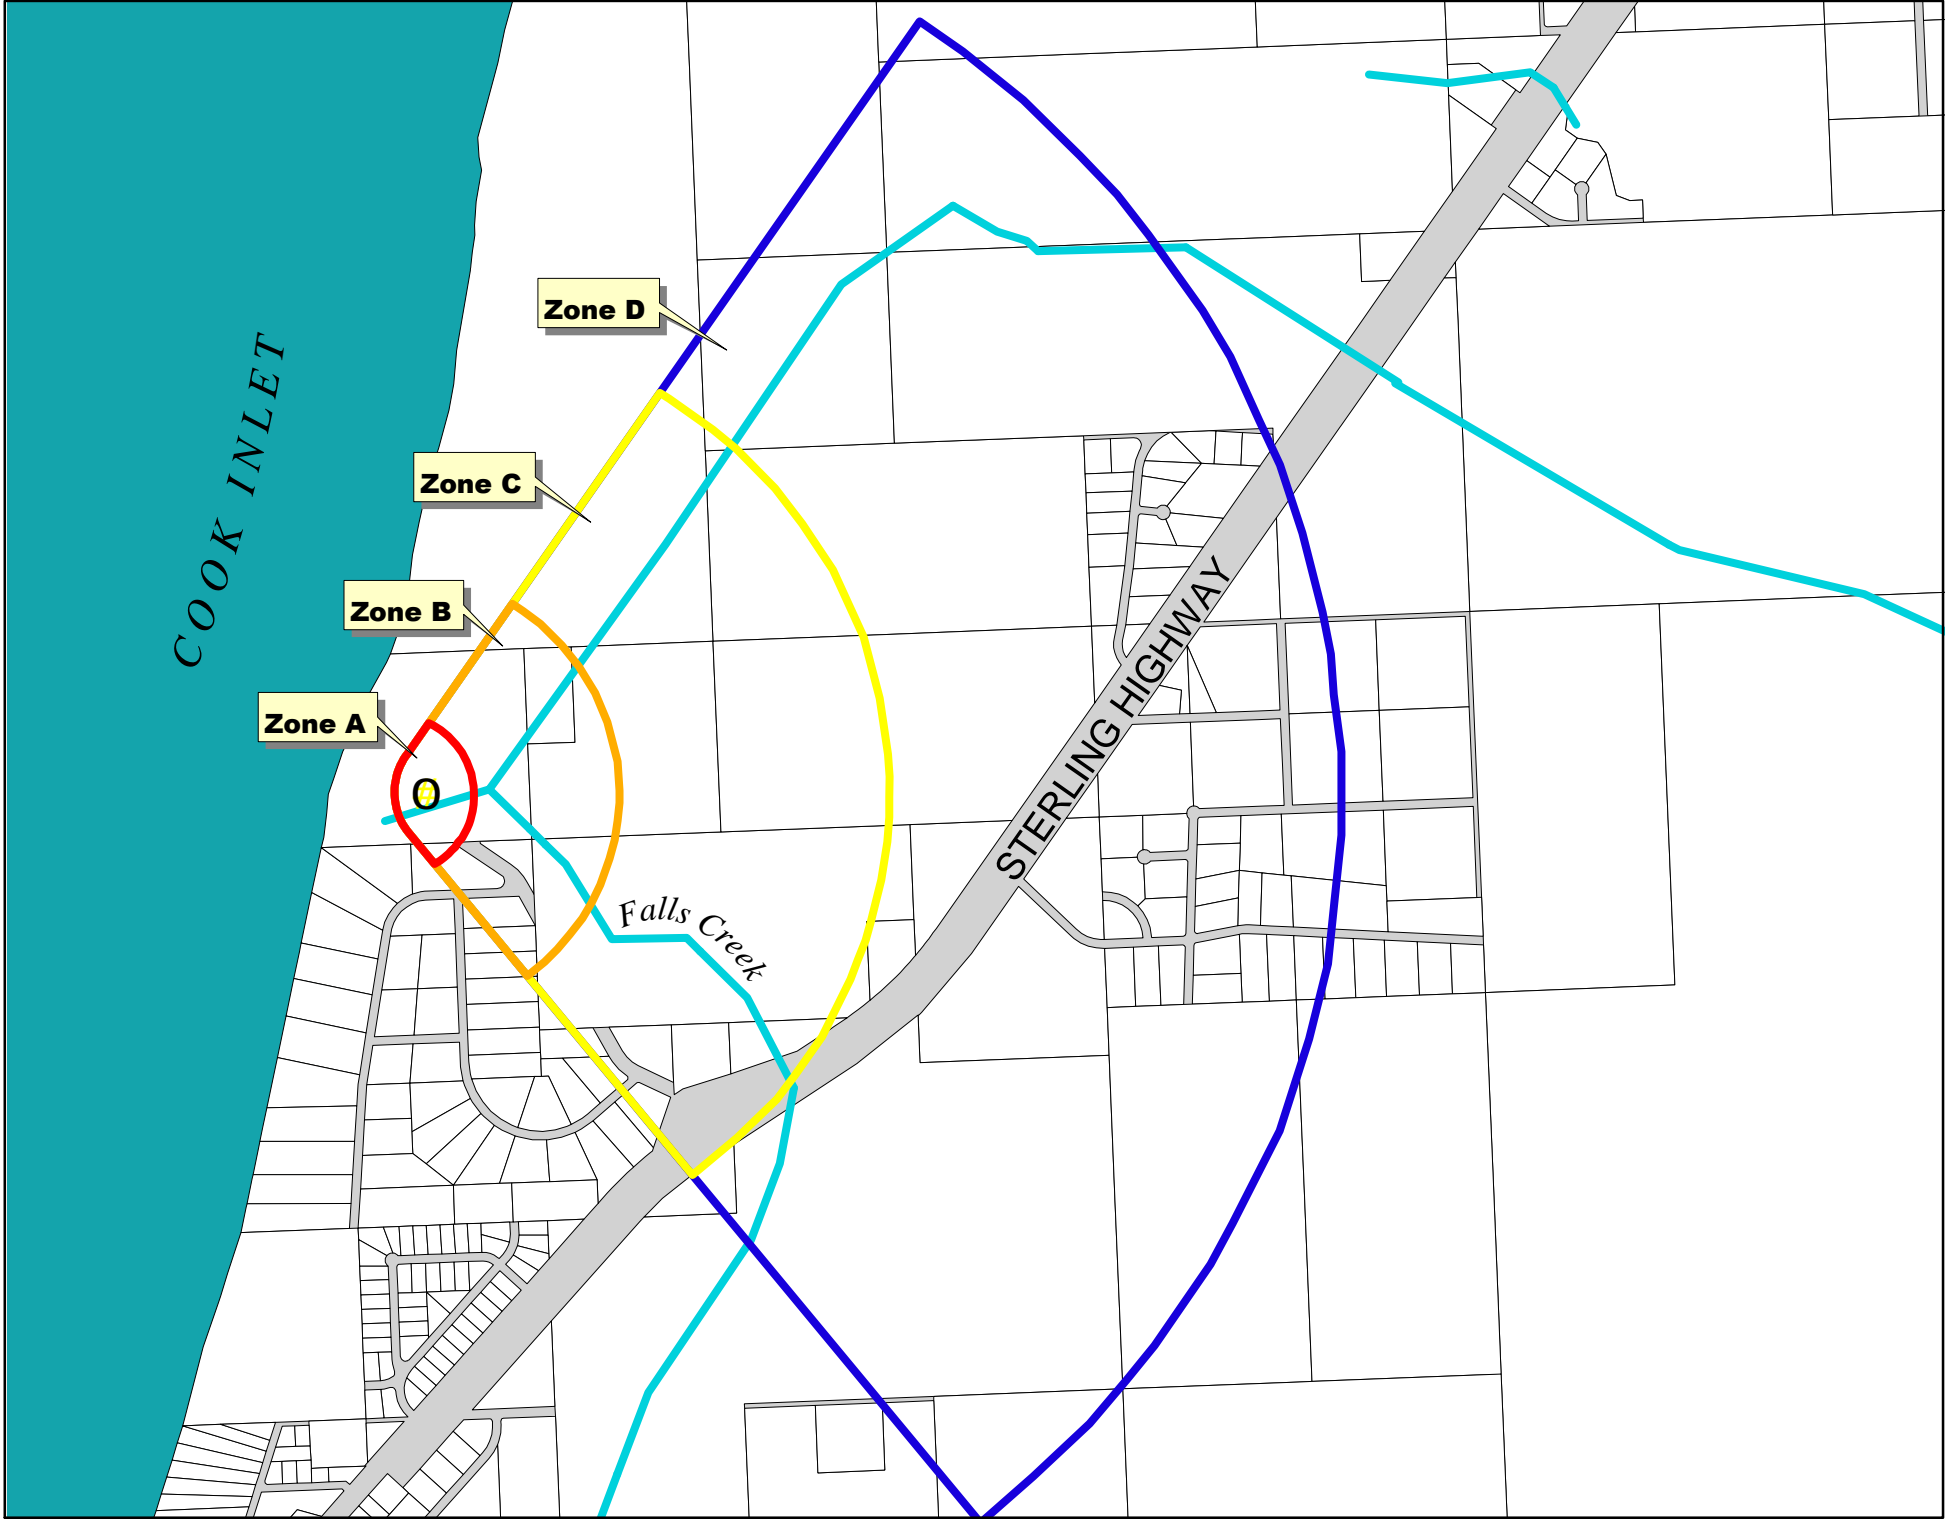 Zone D
COOK INLET
Zone C
Zone B
Zone A
O
STERLING HIGHWAY
Falls Creek